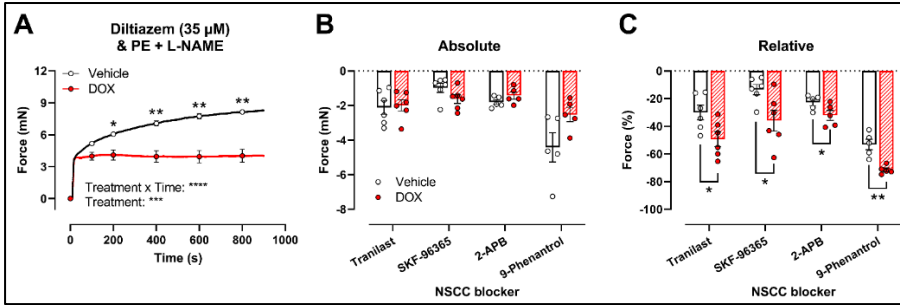 A
Diltiazem (35 µM)
& PE + L-NAME
Vehicle
DOX
Force (mN)
12
9
6
3
0
*
**
**
**
Treatment x Time: ****
Treatment: ***
0
200
400
600
800
1000
Time (s)
B
Absolute
Force (mN)
0
-2
-4
-6
-8
Vehicle
DOX
Tranilast
SKF-96365
2-APB
9-Phenantrol
NSCC blocker
C
Relative
Force (%)
0
-20
-40
-60
-80
-100
*
*
*
**
Tranilast
SKF-96365
2-APB
9-Phenantrol
NSCC blocker